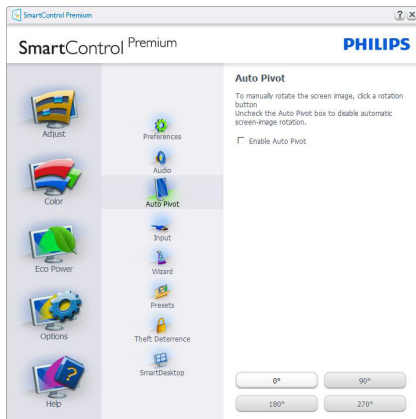 SmartControl Premium
SmartControl Premium
PHILIPS
Adjust
Color
Eco Power
Options
Help
Preferences
Audio
Auto Pivot
Input
Wizard
Presets
Theft Deterrence
SmartDesktop
Auto Pivot
To manually rotate the screen image, click a rotation
button
Uncheck the Auto Pivot box to disable automatic
screen-image rotation.
Enable Auto Pivot
0°
90°
180°
270°